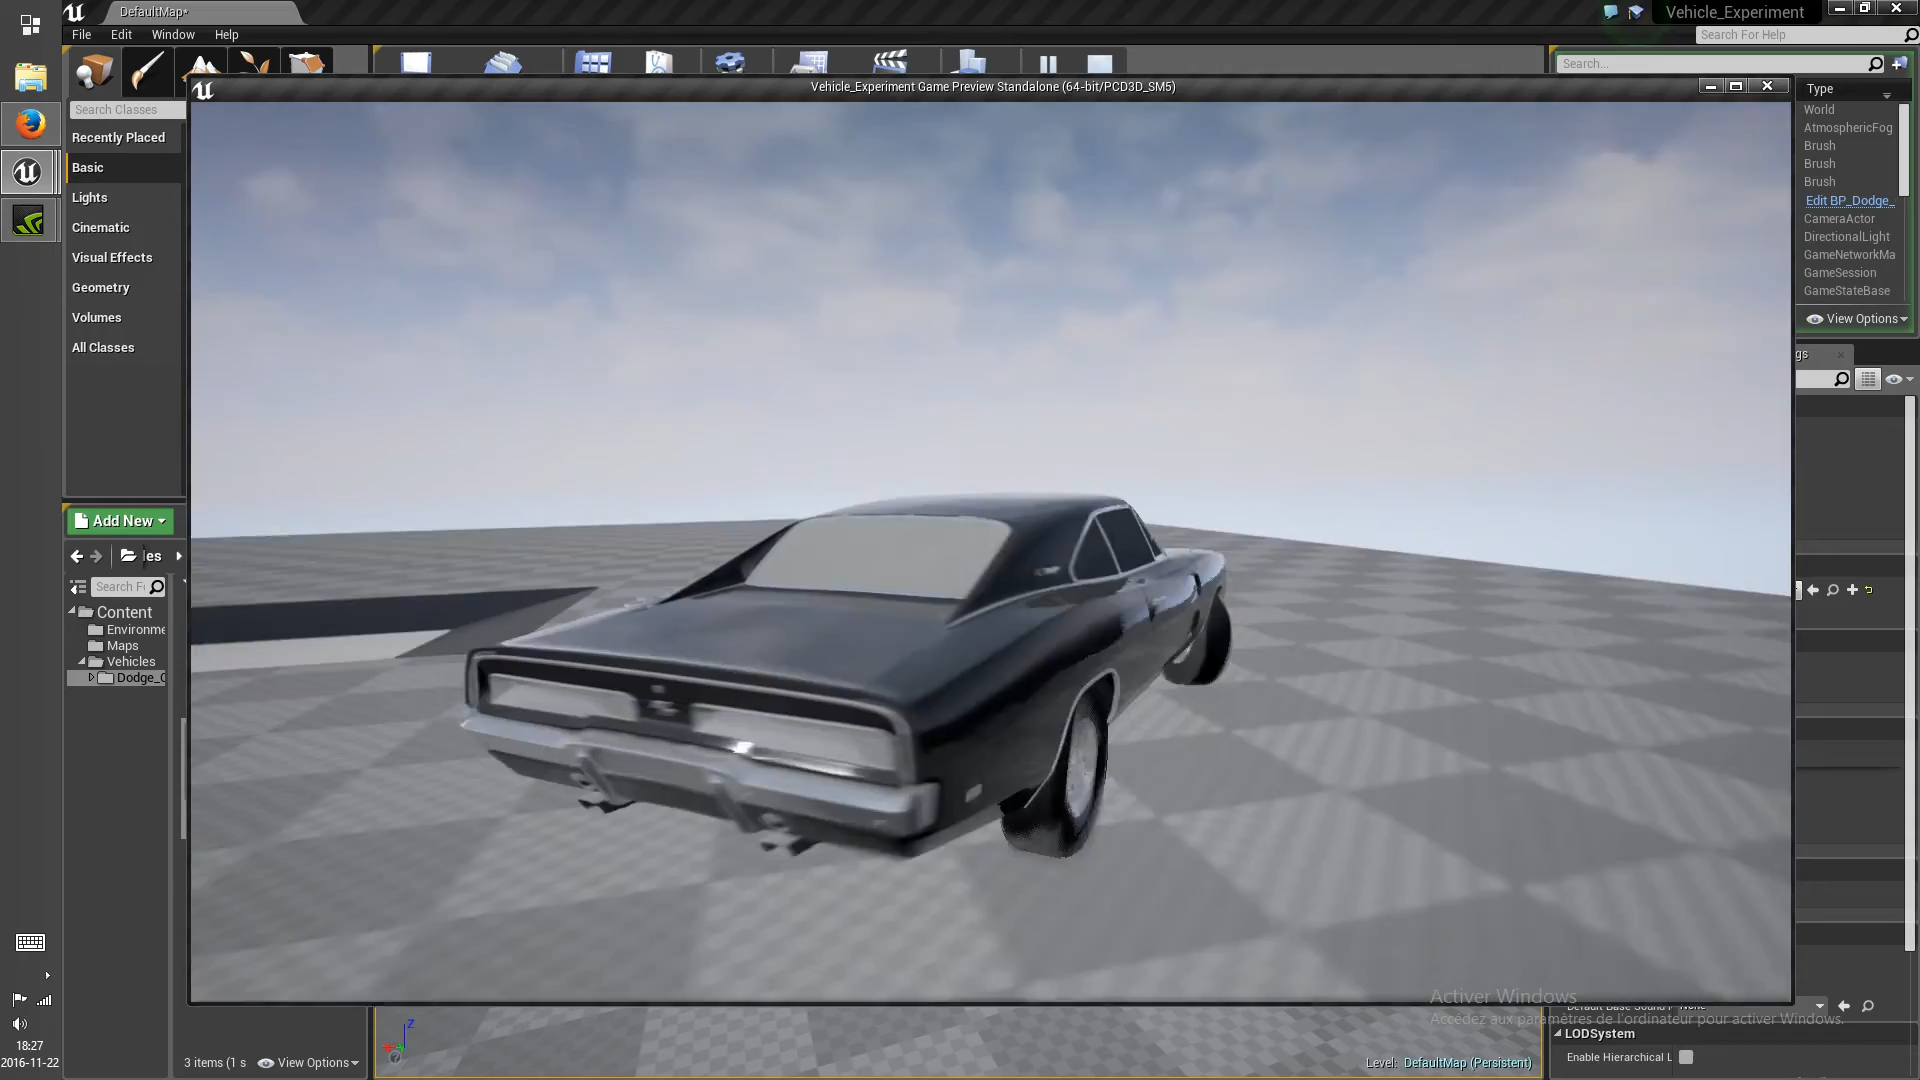 DefaultMap*
Vehicle_Experiment
File Edit Window Help
Search For Help
Search...
Vehicle_Experiment Game Preview Standalone (64-bit/PCD3D_SM5)
Type
Search Classes
World
AtmosphericFog
Recently Placed
Brush
Basic
Brush
Brush
Lights
Edit BP_Dodge_
CameraActor
Cinematic
DirectionalLight
Visual Effects
GameNetworkMa
GameSession
Geometry
GameStateBase
Volumes
View Options
All Classes
gs
Add New
les
Search F
Content
Environme
Maps
Vehicles
Dodge_C
Activer Windows
Accédez aux paramètres de l'ordinateur pour activer Windows.
LODSystem
18:27
2016-11-22
3 items (1 s
View Options
Level: DefaultMap (Persistent)
Enable Hierarchical L